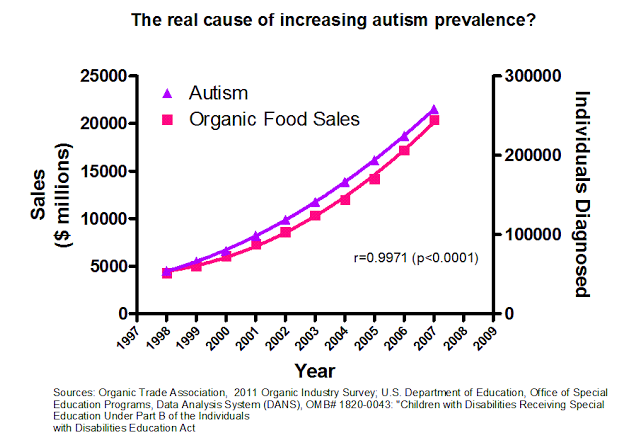 The real cause of increasing autism prevalence?
25000
20000
15000
10000
5000
0
Sales
($ millions)
Autism
Organic Food Sales
r=0.9971 (p<0.0001)
300000
200000
100000
0
Individuals Diagnosed
1997
1998
1999
2000
2001
2002
2003
2004
2005
2006
2007
2008
2009
Year
Sources: Organic Trade Association, 2011 Organic Industry Survey; U.S. Department of Education, Office of Special
Education Programs, Data Analysis System (DANS), OMB# 1820-0043: "Children with Disabilities Receiving Special
Education Under Part B of the Individuals
with Disabilities Education Act